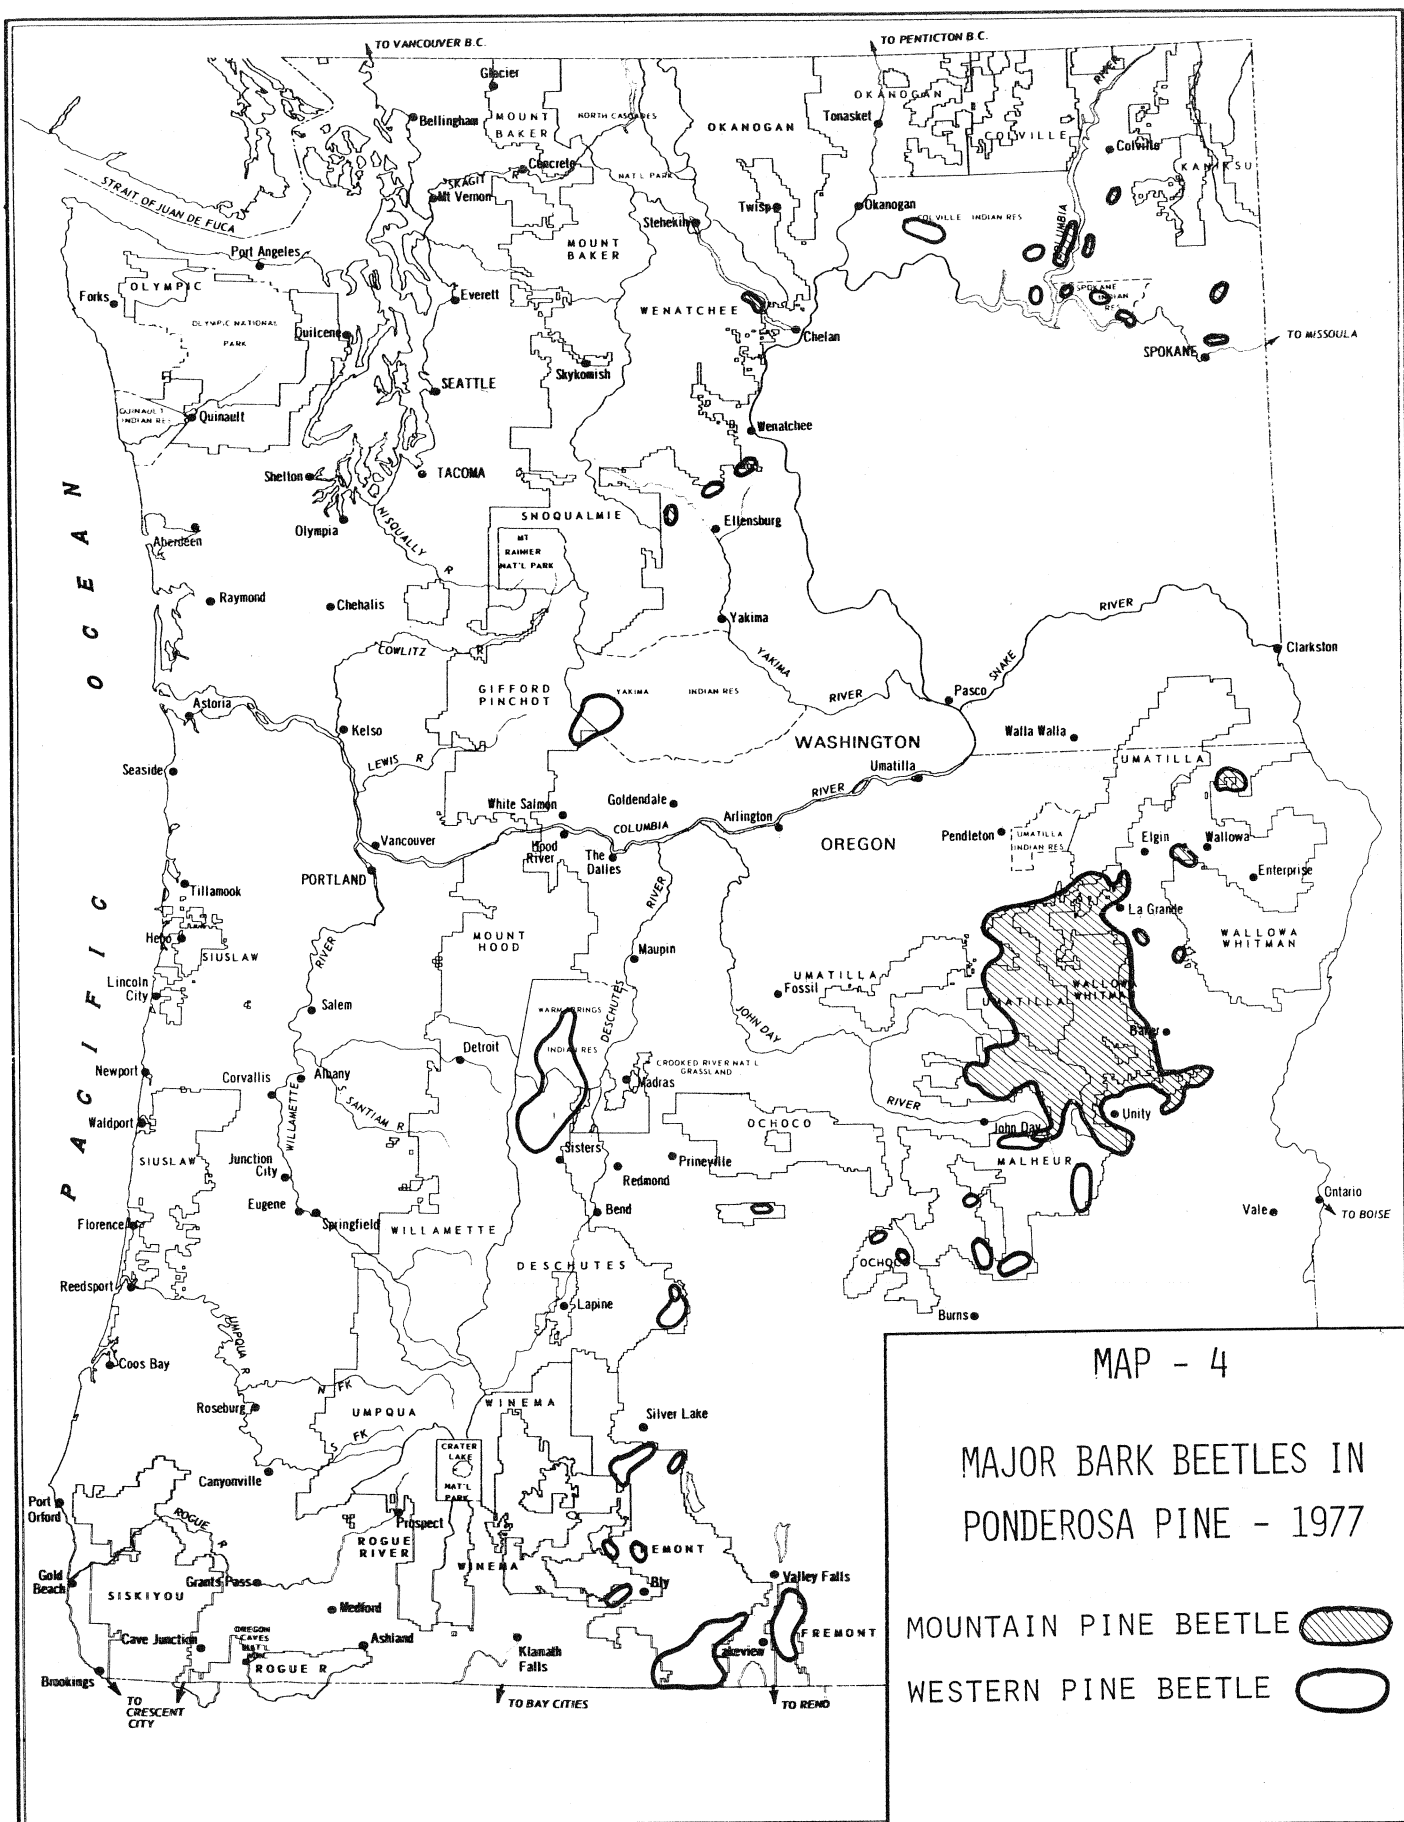 TO VANCOUVER B.C.
TO PENTICTON B.C.
Glacier
Bellingham
MOUNT
BAKER
NORTH CASCADES
NAT'L PARK
OKANOGAN
OKANOGAN
Tonasket
COLVILLE
RIVER
Colville
KANIKSU
Concrete
SKAGIT R
Mt Vernon
STRAIT OF JUAN DE FUCA
Stehekin
Twisp
Okanogan
COLVILLE INDIAN RES
COLUMBIA
Port Angeles
MOUNT
BAKER
OLYMPIC
Forks
Everett
WENATCHEE
SPOKANE
INDIAN
RES
OLYMPIC NATIONAL
PARK
Quilcene
Chelan
TO MISSOULA
SPOKANE
Skykomish
SEATTLE
QUINAULT
INDIAN RES
Quinault
Wenatchee
Shelton
TACOMA
Olympia
NISQUALLY
R
SNOQUALMIE
Ellensburg
Aberdeen
MT
RAINIER
NAT'L PARK
Raymond
Chehalis
Yakima
RIVER
SNAKE
Clarkston
COWLITZ
R
YAKIMA
RIVER
GIFFORD
PINCHOT
YAKIMA INDIAN RES
Pasco
Astoria
Kelso
WASHINGTON
Walla Walla
LEWIS R
Seaside
Umatilla
UMATILLA
White Salmon
Goldendale
RIVER
Arlington
COLUMBIA
Vancouver
Hood
River
The
Dalles
OREGON
Pendleton
UMATILLA
INDIAN RES
Elgin
Wallowa
Enterprise
PORTLAND
Tillamook
RIVER
La Grande
Hebo
SIUSLAW
RIVER
MOUNT
HOOD
Maupin
WALLOWA
WHITMAN
Lincoln
City
UMATILLA
Fossil
UMATILLA
WALLOWA
WHITMAN
Salem
WARM SPRINGS
INDIAN RES
DESCHUTES
JOHN DAY
Baker
Detroit
Newport
Corvallis
Albany
CROOKED RIVER NAT'L
GRASSLAND
Madras
Waldport
WILLAMETTE
S SANTIAM R
RIVER
OCHOCO
John Day
Unity
SIUSLAW
Junction
City
Sisters
Prineville
Redmond
MALHEUR
Eugene
Springfield
Florence
WILLAMETTE
Bend
Ontario
Vale
TO BOISE
DESCHUTES
OCHOCO
Reedsport
Lapine
Burns
UMPQUA R
Coos Bay
N FK
Roseburg
UMPQUA
WINEMA
Silver Lake
S FK
CRATER
LAKE
NAT'L
PARK
Canyonville
Port
Orford
ROGUE
R
Prospect
ROGUE
RIVER
WINEMA
FREMONT
Gold
Beach
SISKIYOU
Grants Pass
Bly
Valley Falls
Medford
Cave Junction
OREGON
CAVES
NAT'L
MON.
Ashland
Klamath
Falls
Lakeview
FREMONT
ROGUE R
Brookings
TO
CRESCENT
CITY
TO BAY CITIES
TO RENO
PACIFIC OCEAN
MAP - 4
MAJOR BARK BEETLES IN
PONDEROSA PINE - 1977
MOUNTAIN PINE BEETLE
WESTERN PINE BEETLE